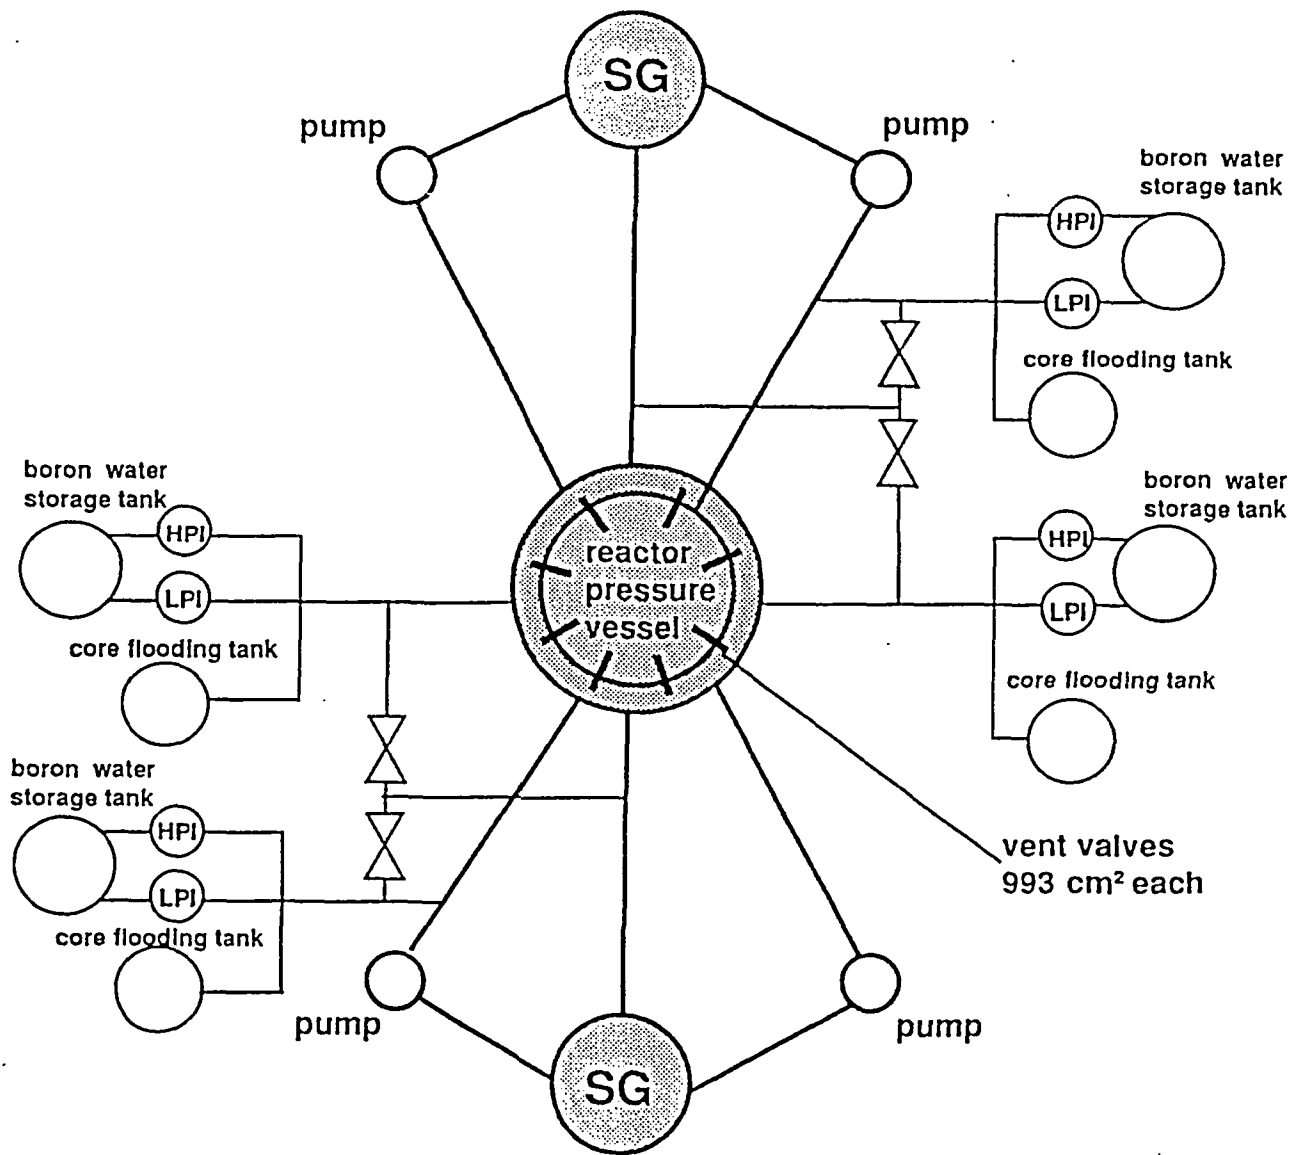 SG
pump
pump
boron water
storage tank
HPI
LPI
core flooding tank
boron water
storage tank
HPI
LPI
core flooding tank
boron water
storage tank
HPI
LPI
core flooding tank
reactor
pressure
vessel
boron water
storage tank
HPI
LPI
core flooding tank
vent valves
993 cm² each
pump
pump
SG